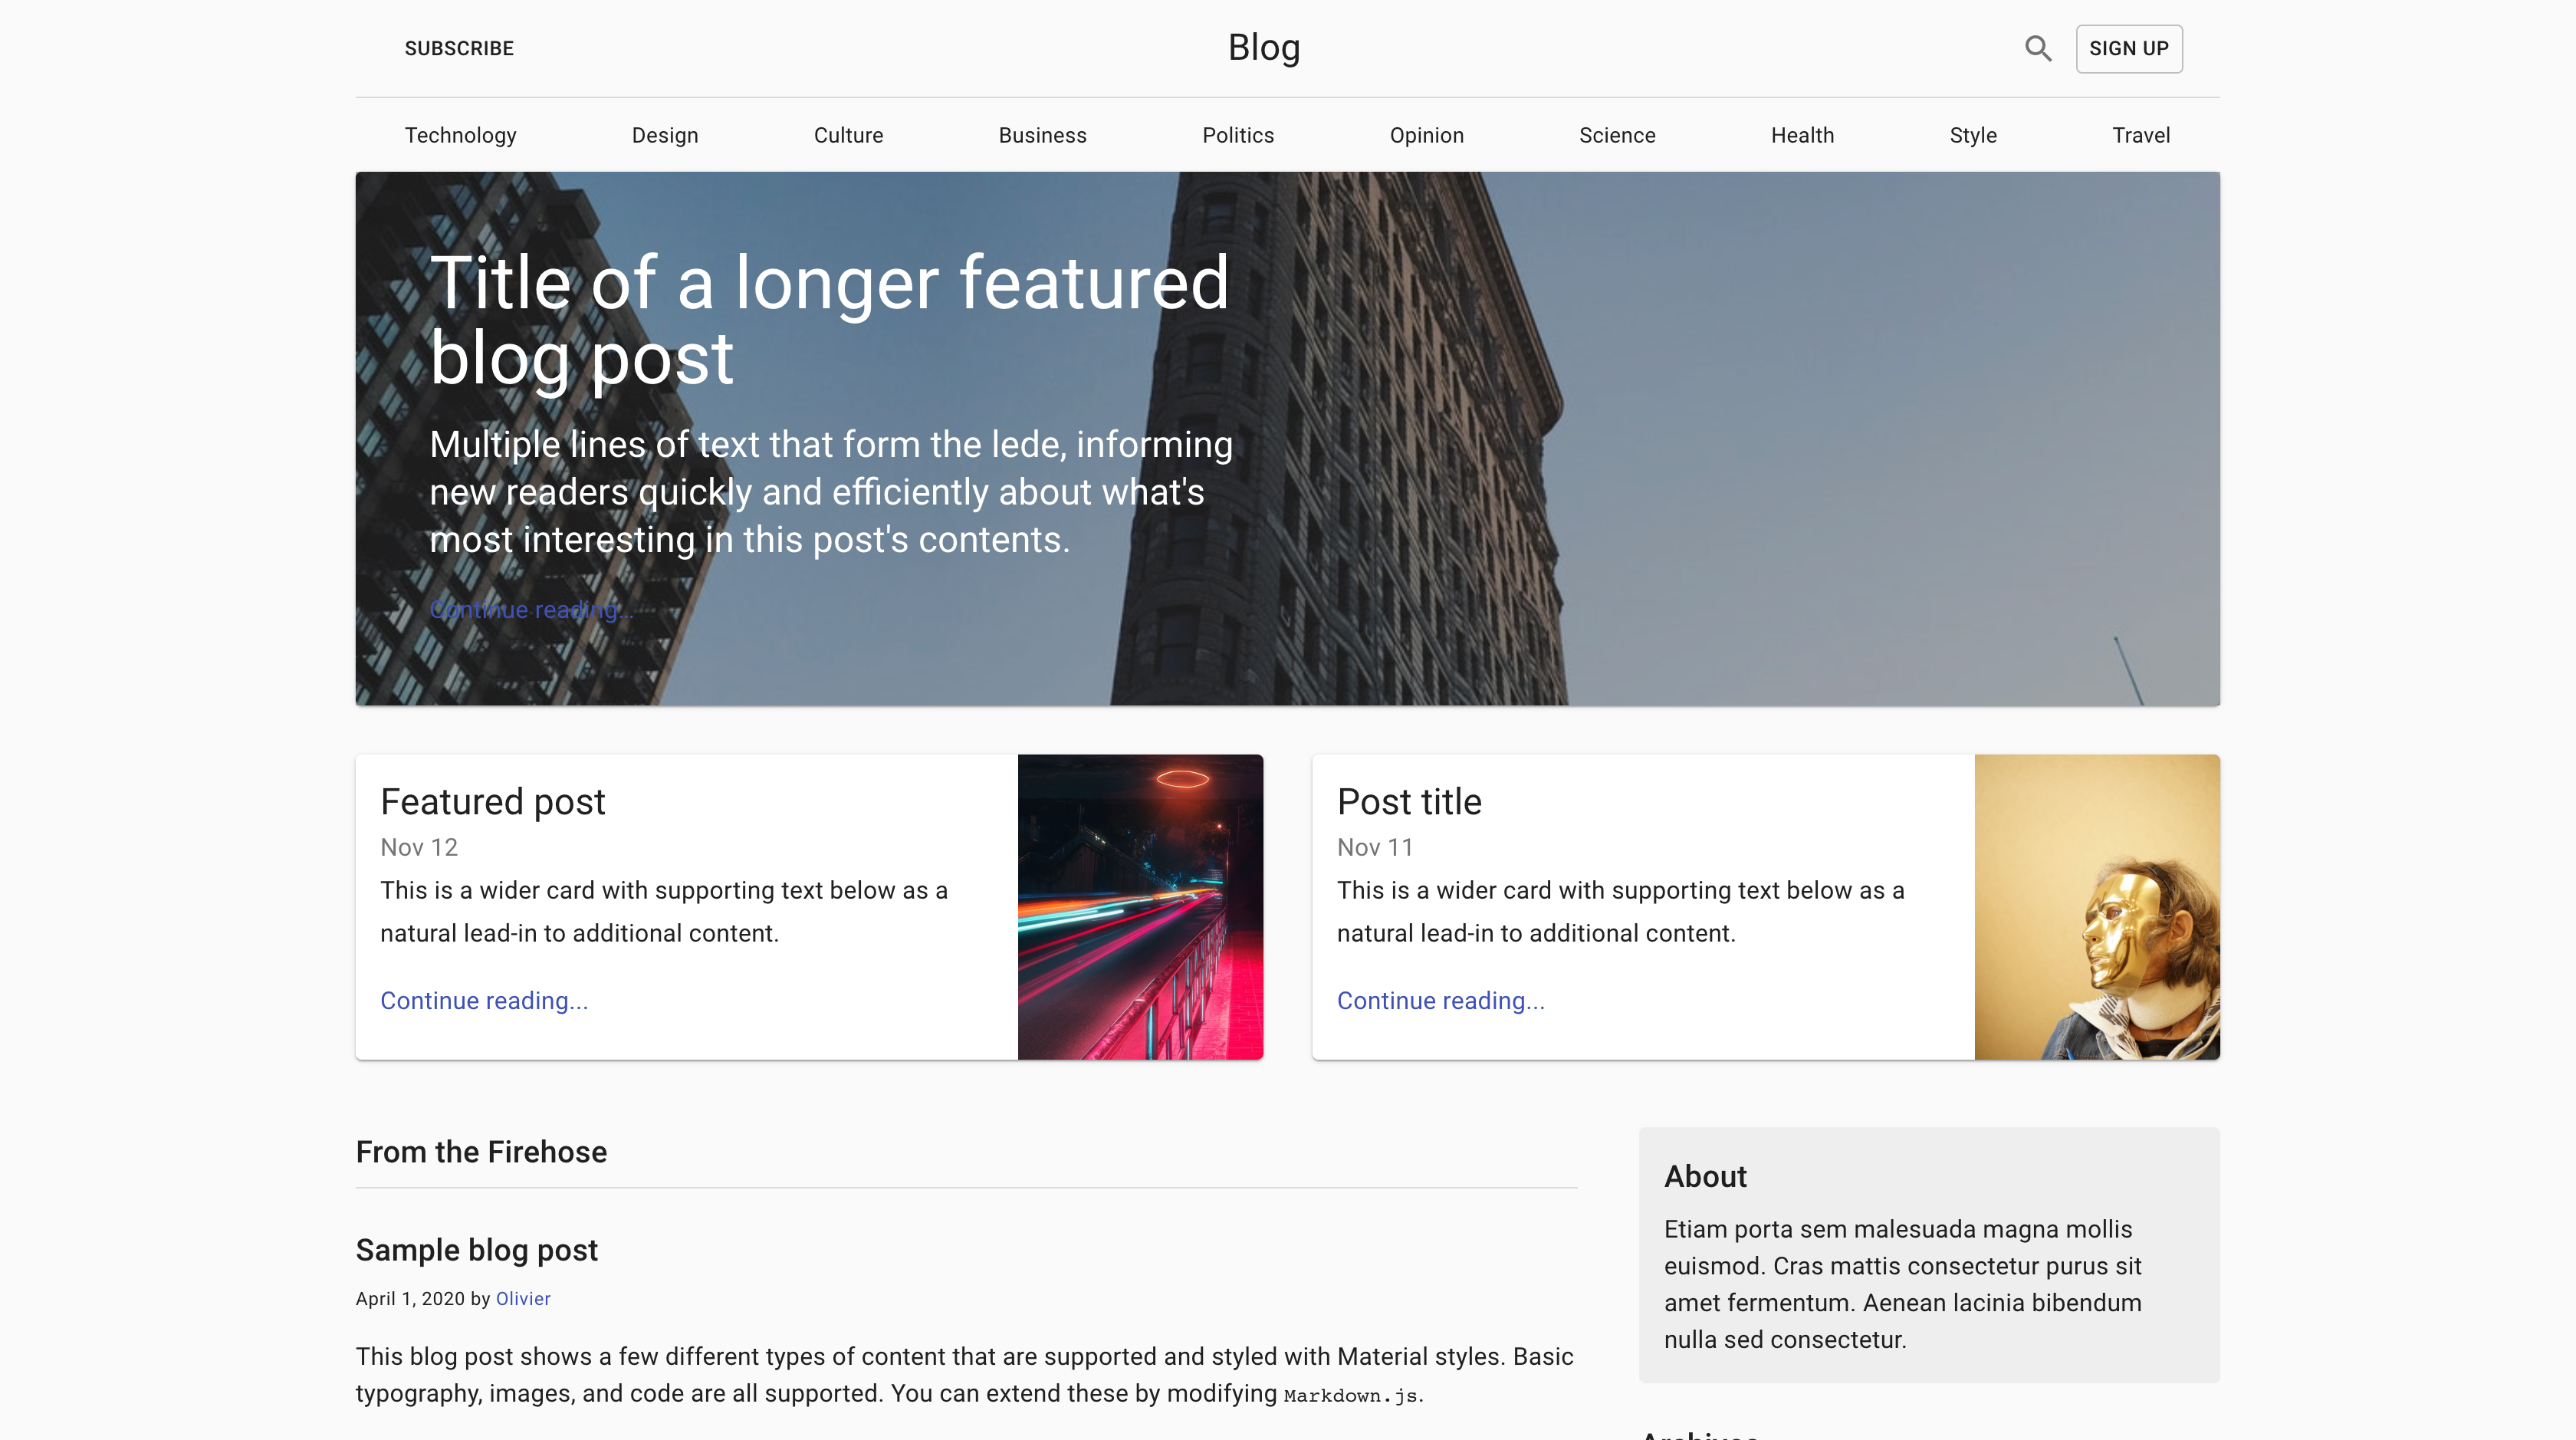 SUBSCRIBE
Blog
SIGN UP
Technology
Design
Culture
Business
Politics
Opinion
Science
Health
Style
Travel
Title of a longer featured
blog post
Multiple lines of text that form the lede, informing
new readers quickly and efficiently about what's
most interesting in this post's contents.
Continue reading…
Featured post
Nov 12
This is a wider card with supporting text below as a
natural lead-in to additional content.
Continue reading...
Post title
Nov 11
This is a wider card with supporting text below as a
natural lead-in to additional content.
Continue reading...
From the Firehose
Sample blog post
April 1, 2020 by Olivier
This blog post shows a few different types of content that are supported and styled with Material styles. Basic
typography, images, and code are all supported. You can extend these by modifying Markdown.js.
About
Etiam porta sem malesuada magna mollis
euismod. Cras mattis consectetur purus sit
amet fermentum. Aenean lacinia bibendum
nulla sed consectetur.
Archives